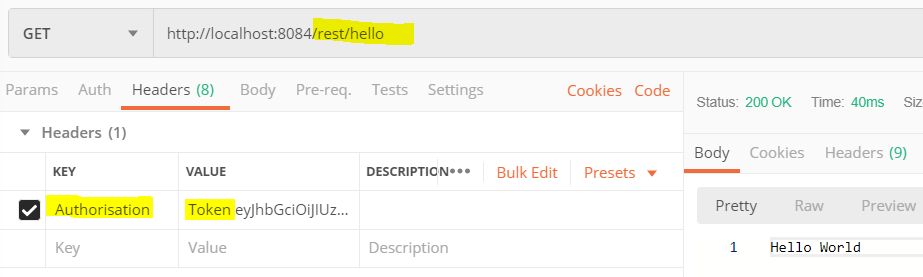 GET http://localhost:8084/rest/hello
Params Auth Headers (8) Body Pre-req. Tests Settings Cookies Code
Headers (1)
KEY VALUE DESCRIPTION ••• Bulk Edit Presets
Authorisation Token eyJhbGciOiJIUz...
Key Value Description
Status: 200 OK Time: 40ms Siz
Body Cookies Headers (9)
Pretty Raw Preview
1 Hello World